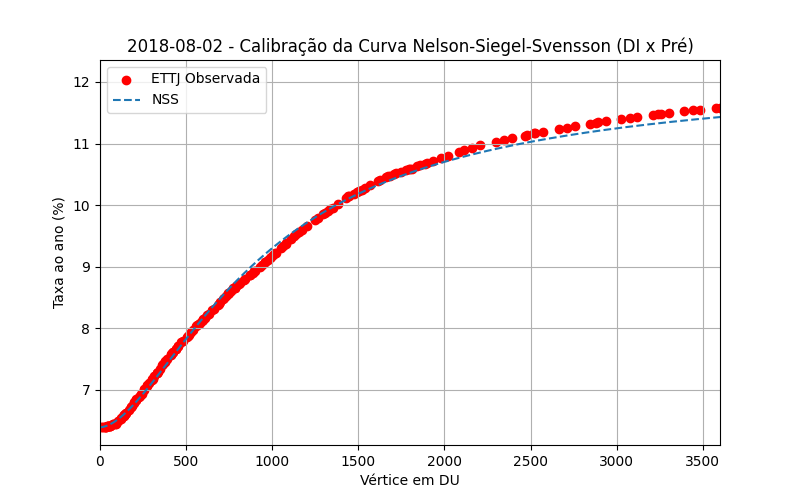 2018-08-02 - Calibração da Curva Nelson-Siegel-Svensson (DI x Pré)
ETTJ Observada
NSS
Taxa ao ano (%)
12
11
10
9
8
7
0 500 1000 1500 2000 2500 3000 3500
Vértice em DU